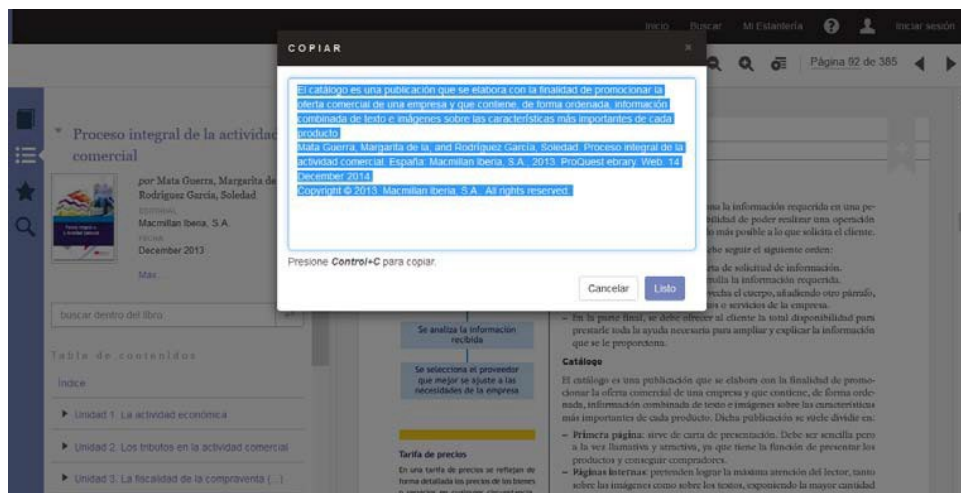 Inicio Buscar Mi Estantería ? Iniciar sesión
Página 92 de 385
COPIAR ×
El catálogo es una publicación que se elabora con la finalidad de promocionar la
oferta comercial de una empresa y que contiene, de forma ordenada, información
combinada de texto e imágenes sobre las características más importantes de cada
producto.
Mata Guerra, Margarita de la, and Rodríguez García, Soledad. Proceso integral de la
actividad comercial. España: Macmillan Iberia, S.A., 2013. ProQuest ebrary. Web. 14
December 2014.
Copyright © 2013. Macmillan Iberia, S.A.. All rights reserved.
Presione Control+C para copiar.
Cancelar Listo
Proceso integral de la actividad
comercial
por Mata Guerra, Margarita de
Rodríguez García, Soledad
EDITORIAL
Macmillan Iberia, S.A.
FECHA
December 2013
Más...
buscar dentro del libro
Tabla de contenidos
Índice
Unidad 1. La actividad económica
Unidad 2. Los tributos en la actividad comercial
Unidad 3. La fiscalidad de la compraventa (...)
Se analiza la información
recibida
Se selecciona el proveedor
que mejor se ajuste a las
necesidades de la empresa
Tarifa de precios
En una tarifa de precios se reflejan de
forma detallada los precios de los bienes
la información requerida en una pe-
de poder realizar una operación
lo más posible a lo que solicita el cliente.
seguir el siguiente orden:
de solicitud de información.
la información requerida.
el cuerpo, añadiendo otro párrafo,
o servicios de la empresa.
– En la parte final, se debe ofrecer al cliente la total disponibilidad para
prestarle toda la ayuda necesaria para ampliar y explicar la información
que se le proporciona.
Catálogo
El catálogo es una publicación que se elabora con la finalidad de promo-
cionar la oferta comercial de una empresa y que contiene, de forma orde-
nada, información combinada de texto e imágenes sobre las características
más importantes de cada producto. Dicha publicación se suele dividir en:
– Primera página: sirve de carta de presentación. Debe ser sencilla pero
a la vez llamativa y atractiva, ya que tiene la función de presentar los
productos y conseguir compradores.
– Páginas internas: pretenden lograr la máxima atención del lector, tanto
sobre las imágenes como sobre los textos, exponiendo la mayor cantidad